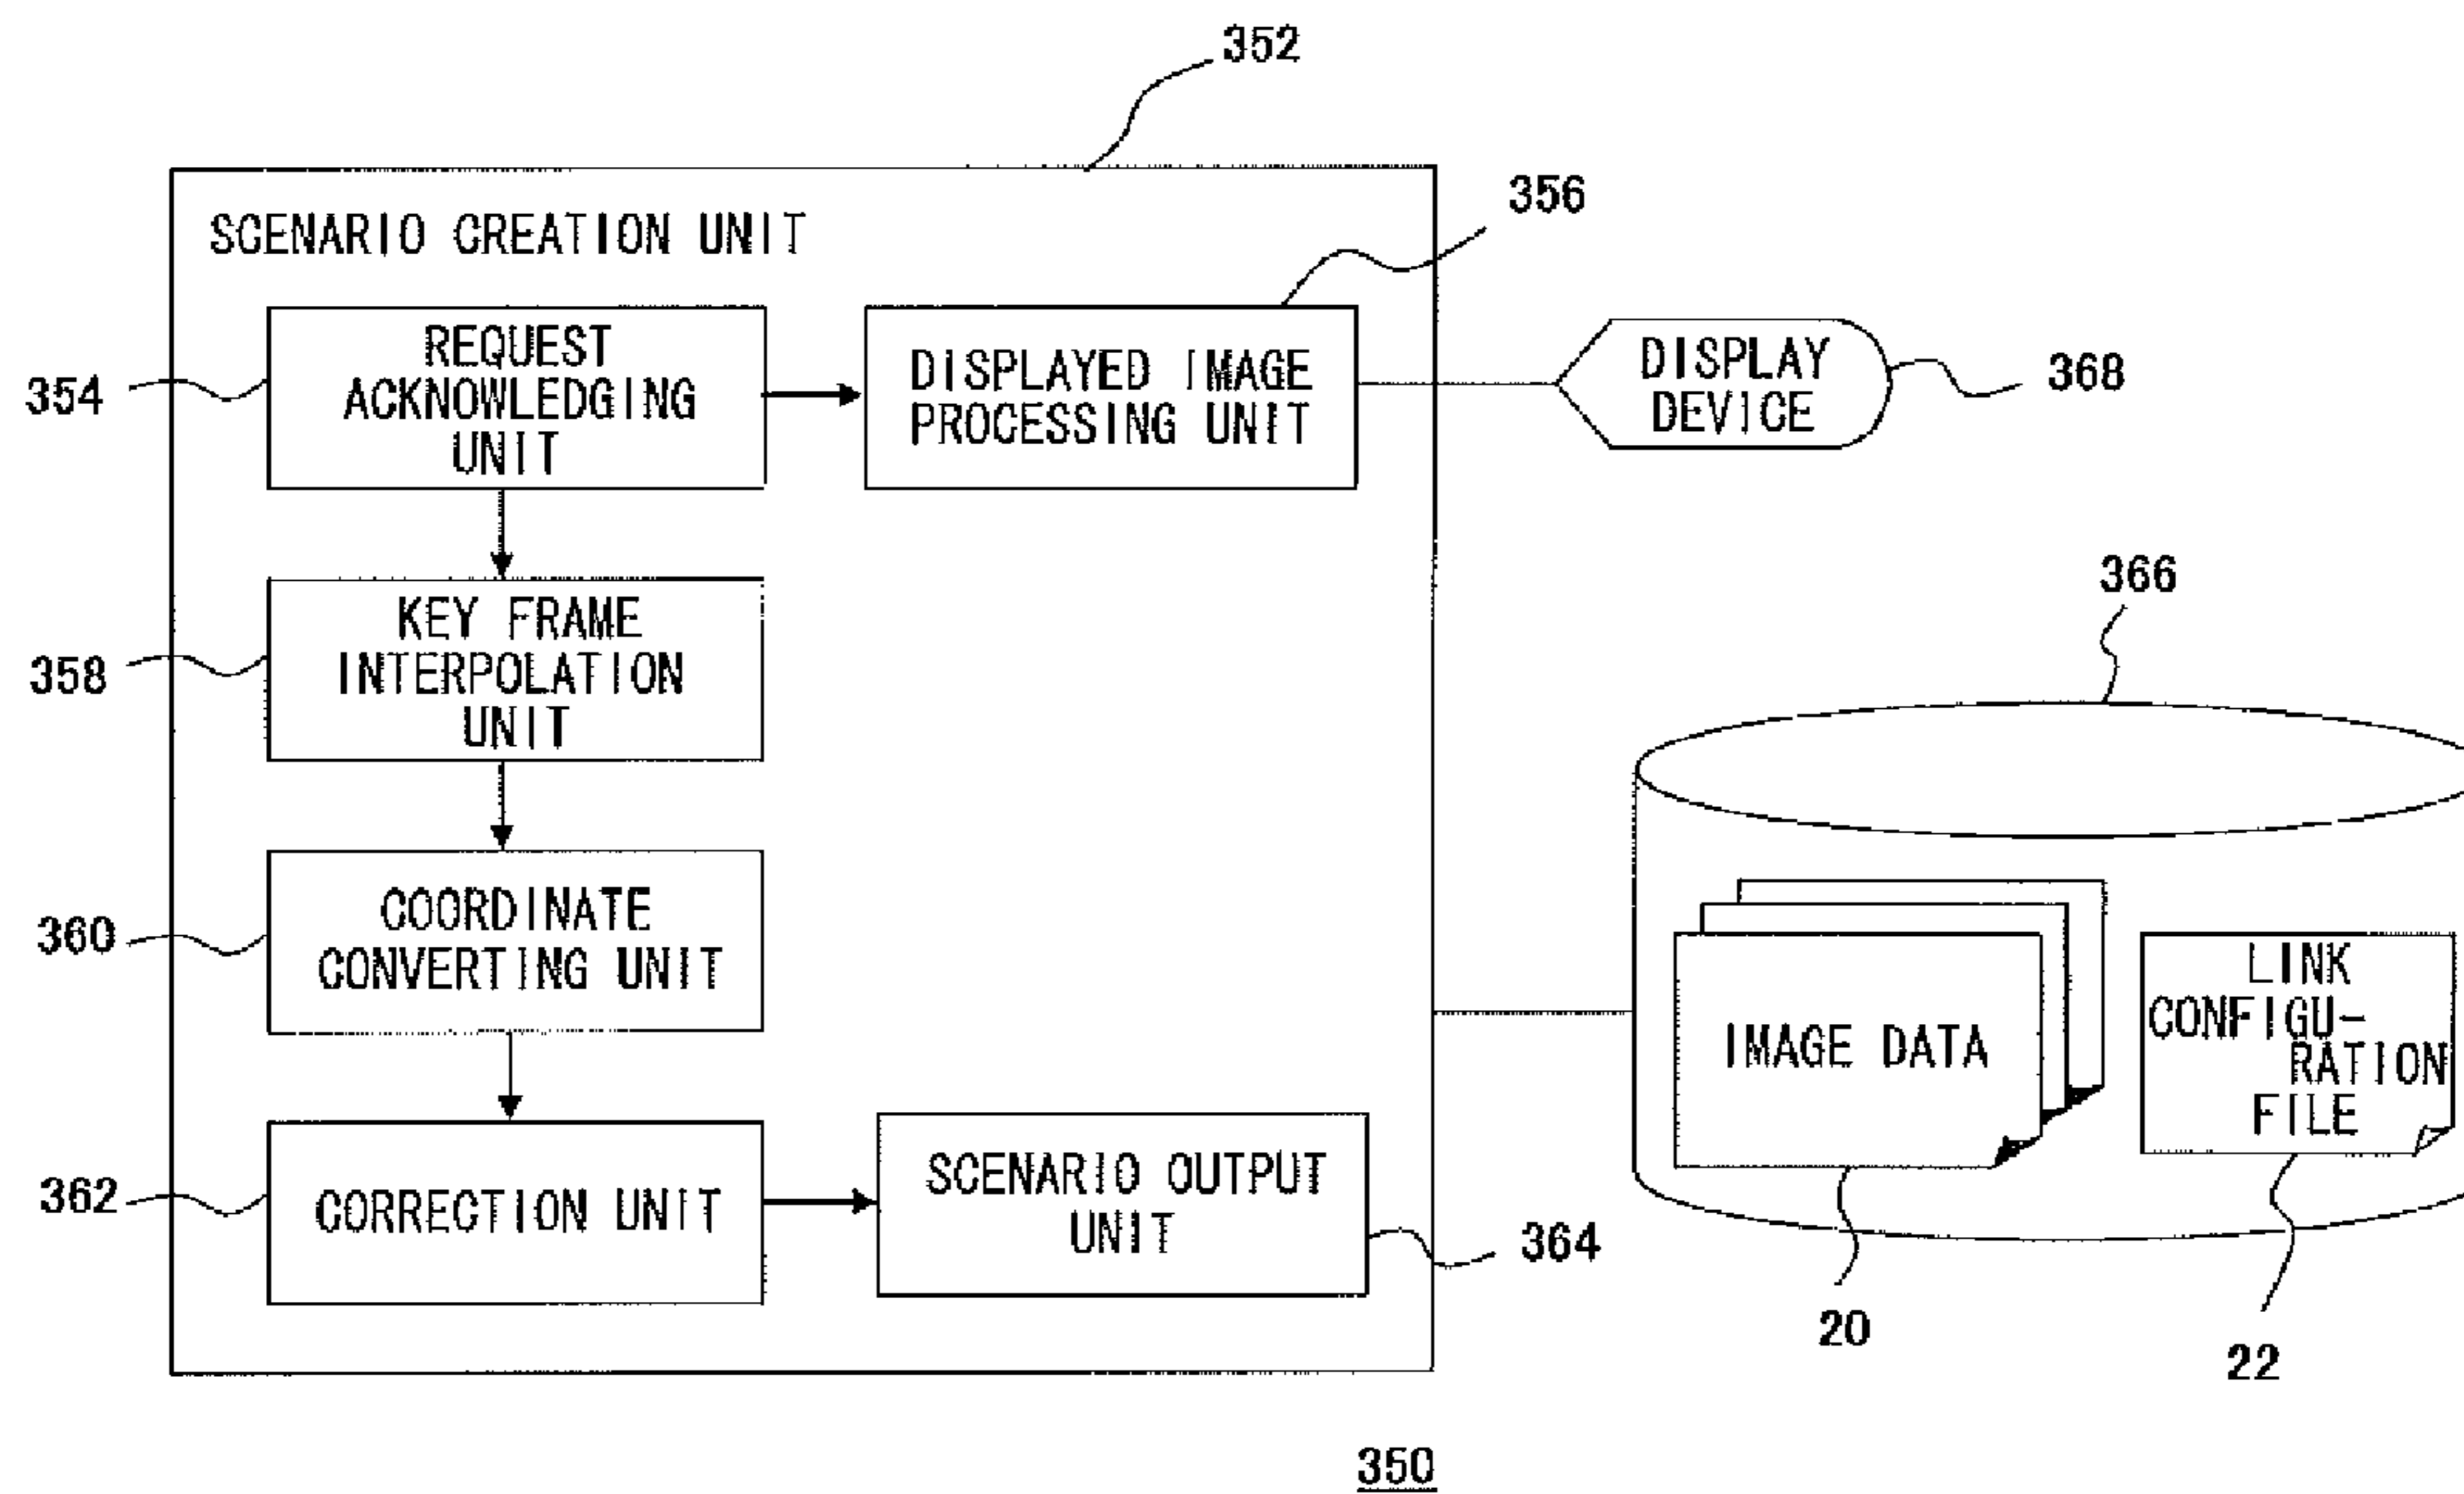 352
356
SCENARIO CREATION UNIT
REQUEST
ACKNOWLEDGING
UNIT
354
DISPLAYED IMAGE
PROCESSING UNIT
DISPLAY
DEVICE
368
366
KEY FRAME
INTERPOLATION
UNIT
358
COORDINATE
CONVERTING UNIT
360
IMAGE DATA
LINK
CONFIGU-
RATION
FILE
CORRECTION UNIT
362
SCENARIO OUTPUT
UNIT
364
20
22
350